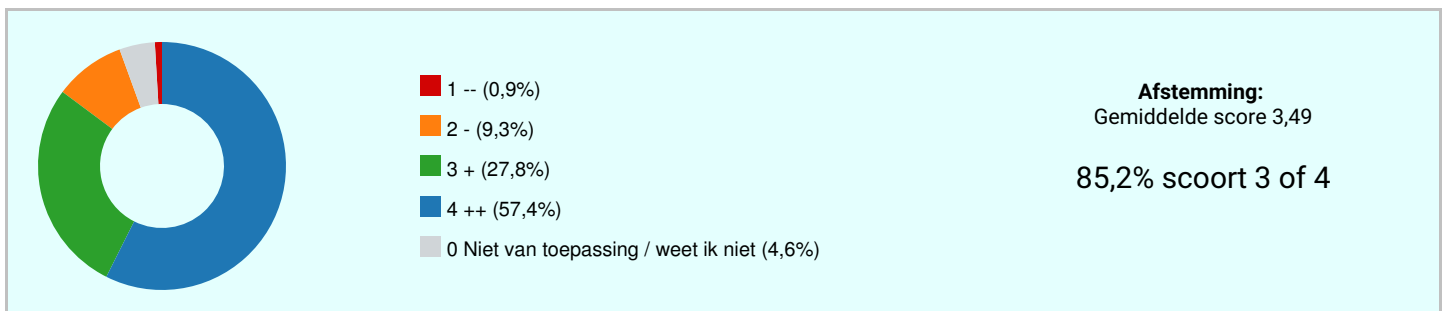 1 -- (0,9%)
2 - (9,3%)
3 + (27,8%)
4 ++ (57,4%)
0 Niet van toepassing / weet ik niet (4,6%)
Afstemming:
Gemiddelde score 3,49
85,2% scoort 3 of 4